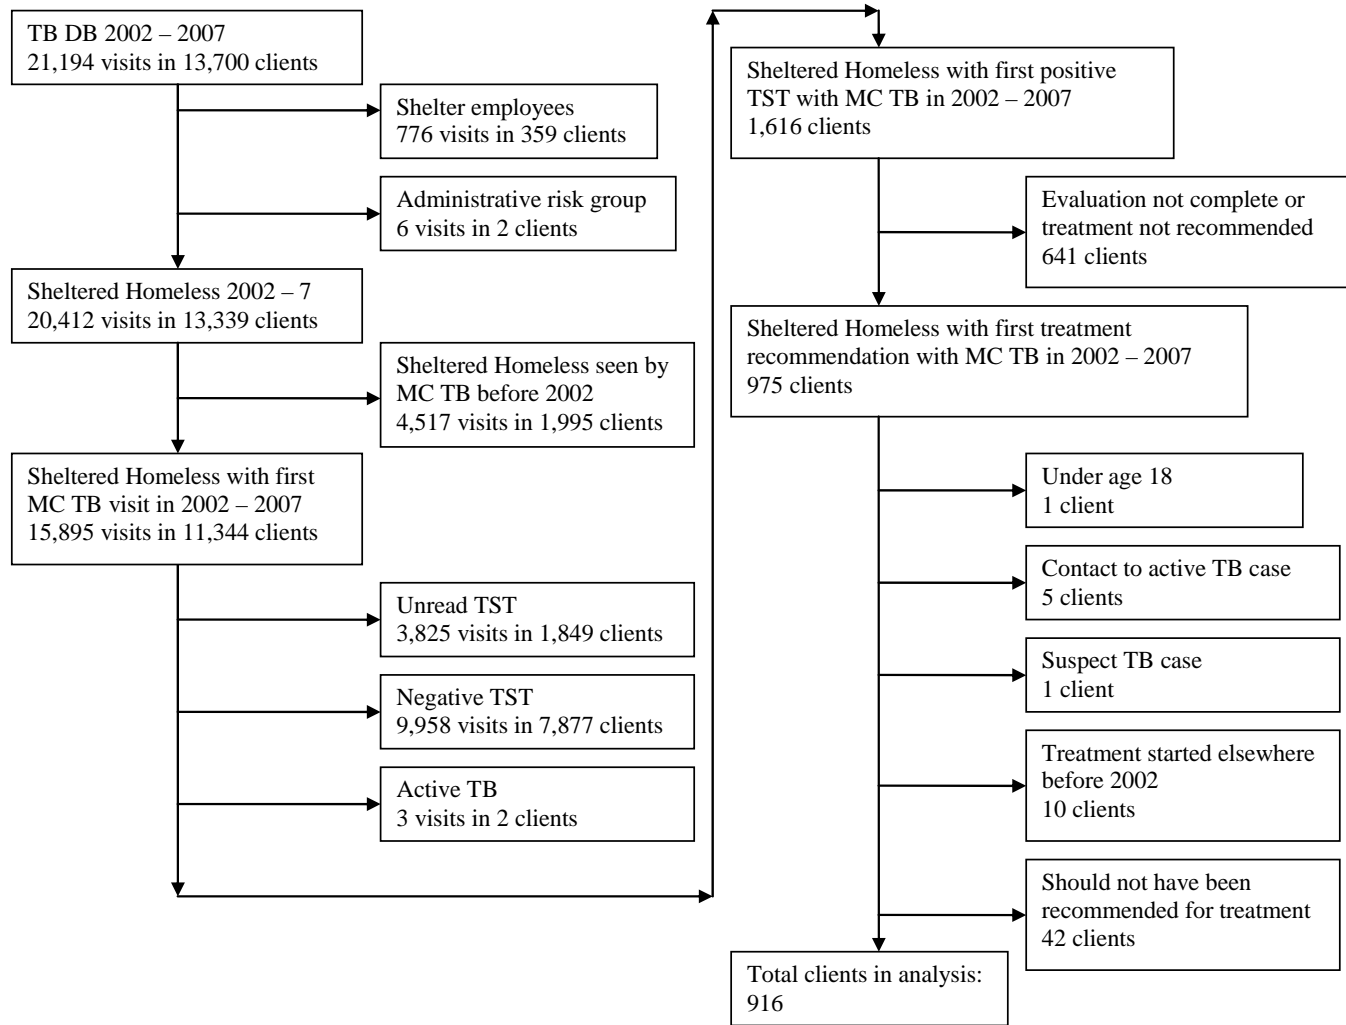 TB DB 2002 – 2007
21,194 visits in 13,700 clients
Shelter employees
776 visits in 359 clients
Administrative risk group
6 visits in 2 clients
Sheltered Homeless 2002 – 7
20,412 visits in 13,339 clients
Sheltered Homeless seen by
MC TB before 2002
4,517 visits in 1,995 clients
Sheltered Homeless with first
MC TB visit in 2002 – 2007
15,895 visits in 11,344 clients
Unread TST
3,825 visits in 1,849 clients
Negative TST
9,958 visits in 7,877 clients
Active TB
3 visits in 2 clients
Sheltered Homeless with first positive
TST with MC TB in 2002 – 2007
1,616 clients
Evaluation not complete or
treatment not recommended
641 clients
Sheltered Homeless with first treatment
recommendation with MC TB in 2002 – 2007
975 clients
Under age 18
1 client
Contact to active TB case
5 clients
Suspect TB case
1 client
Treatment started elsewhere
before 2002
10 clients
Should not have been
recommended for treatment
42 clients
Total clients in analysis:
916